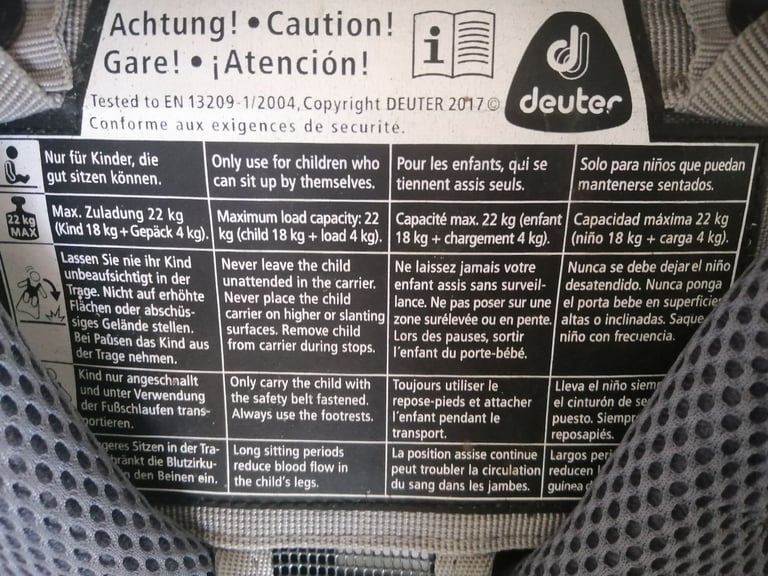 Achtung! • Caution!
Gare! • ¡Atención!
i
deuter
Tested to EN 13209-1/2004, Copyright DEUTER 2017 ©
Conforme aux exigences de securité.
Nur für Kinder, die
gut sitzen können.
Only use for children who
can sit up by themselves.
Pour les enfants, qui se
tiennent assis seuls.
Solo para niños que puedan
mantenerse sentados.
22 kg
MAX
Max. Zuladung 22 kg
(Kind 18 kg + Gepäck 4 kg).
Maximum load capacity: 22
kg (child 18 kg + load 4 kg).
Capacité max. 22 kg (enfant
18 kg + chargement 4 kg).
Capacidad máxima 22 kg
(niño 18 kg + carga 4 kg).
Lassen Sie nie ihr Kind
unbeaufsichtigt in der
Trage. Nicht auf erhöhte
Flächen oder abschüs-
siges Gelände stellen.
Bei Paßsen das Kind aus
der Trage nehmen.
Never leave the child
unattended in the carrier.
Never place the child
carrier on higher or slanting
surfaces. Remove child
from carrier during stops.
Ne laissez jamais votre
enfant assis sans surveil-
lance. Ne pas poser sur une
zone surélevée ou en pente.
Lors des pauses, sortir
l'enfant du porte-bébé.
Nunca se debe dejar el niño
desatendido. Nunca ponga
el porta bebe en superficies
altas o inclinadas. Saque
niño con frecuencia.
Kind nur angeschnallt
und unter Verwendung
der Fußschlaufen trans-
portieren.
Only carry the child with
the safety belt fastened.
Always use the footrests.
Toujours utiliser le
repose-pieds et attacher
l'enfant pendant le
transport.
Lleva el niño siem
el cinturón de se
puesto. Siempr
reposapiés.
geres Sitzen in der Tra-
hränkt die Blutzirku-
den Beinen ein.
Long sitting periods
reduce blood flow in
the child's legs.
La position assise continue
peut troubler la circulation
du sang dans les jambes.
Largos peri
reducen l
guinea d